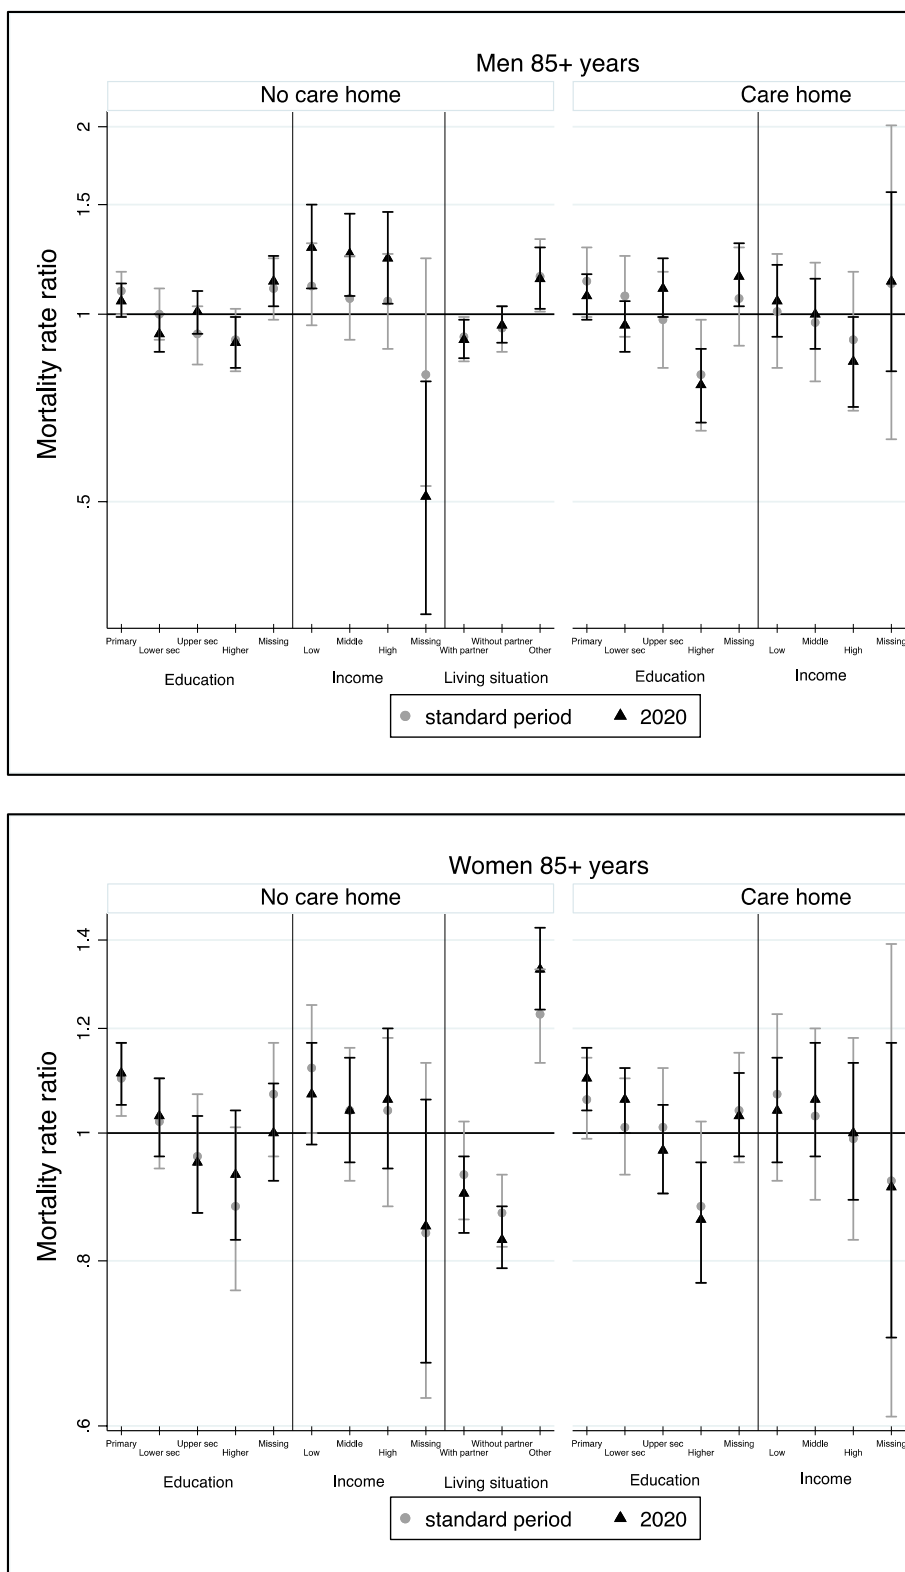 Men 85+ years
No care home
Care home
Mortality rate ratio
2
1.5
1
.5
Primary
Lower sec
Upper sec
Higher
Missing
Low
Middle
High
Missing
With partner
Without partner
Other
Primary
Lower sec
Upper sec
Higher
Missing
Low
Middle
High
Missing
Education
Income
Living situation
Education
Income
standard period
2020
Women 85+ years
No care home
Care home
Mortality rate ratio
1.4
1.2
1
.8
.6
Primary
Lower sec
Upper sec
Higher
Missing
Low
Middle
High
Missing
With partner
Without partner
Other
Primary
Lower sec
Upper sec
Higher
Missing
Low
Middle
High
Missing
Education
Income
Living situation
Education
Income
standard period
2020